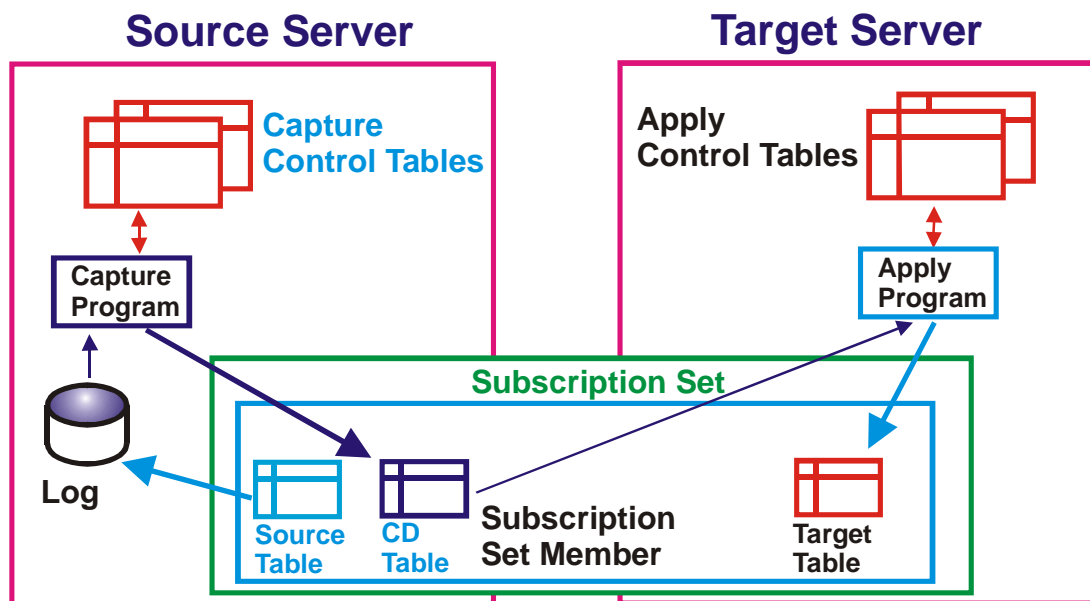 Source Server
Target Server
Capture
Control Tables
Apply
Control Tables
Capture
Program
Apply
Program
Subscription Set
Log
Source
Table
CD
Table
Subscription
Set Member
Target
Table